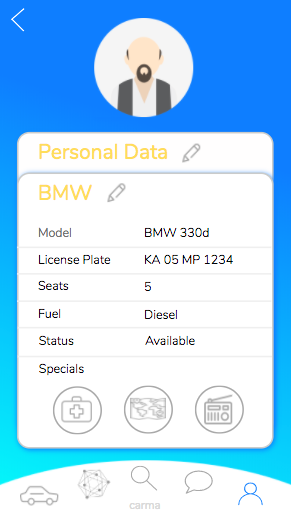 Personal Data
BMW
Model BMW 330d
License Plate KA 05 MP 1234
Seats 5
Fuel Diesel
Status Available
Specials
carma